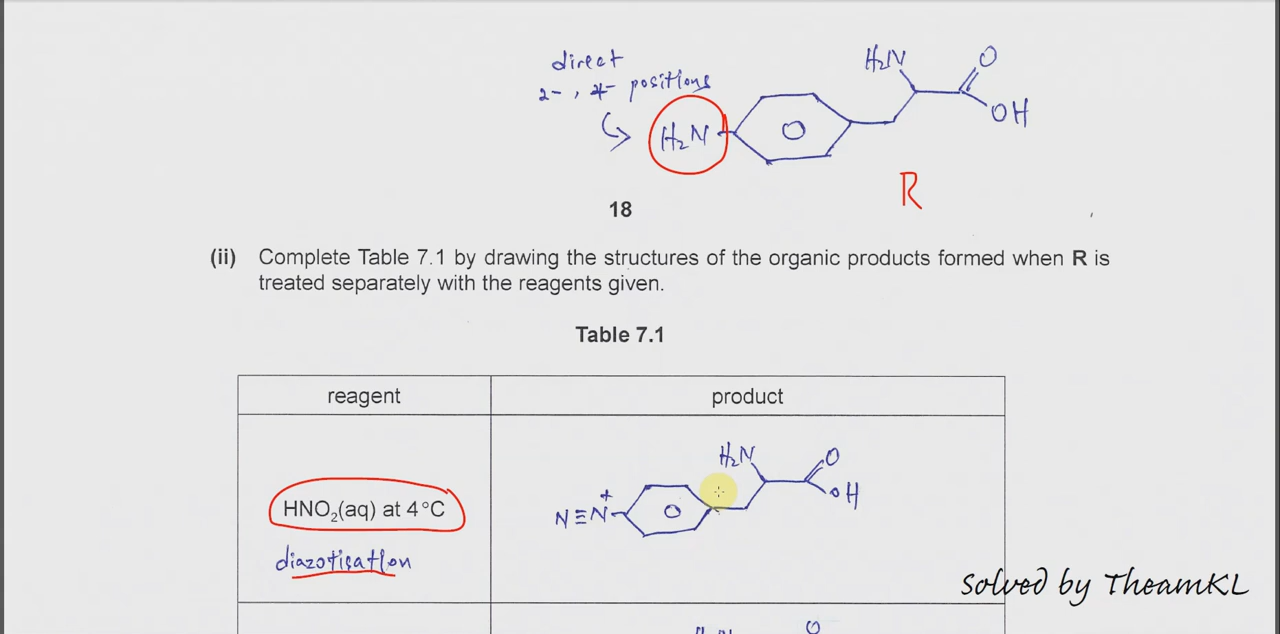 direct
2-, 4- positions
H₂N
H₂N
O
OH
R
18
(ii) Complete Table 7.1 by drawing the structures of the organic products formed when R is
treated separately with the reagents given.
Table 7.1
reagent
product
HNO₂(aq) at 4°C
diazotisation
N≡N
+
H₂N
O
OH
Solved by TheamKL
O